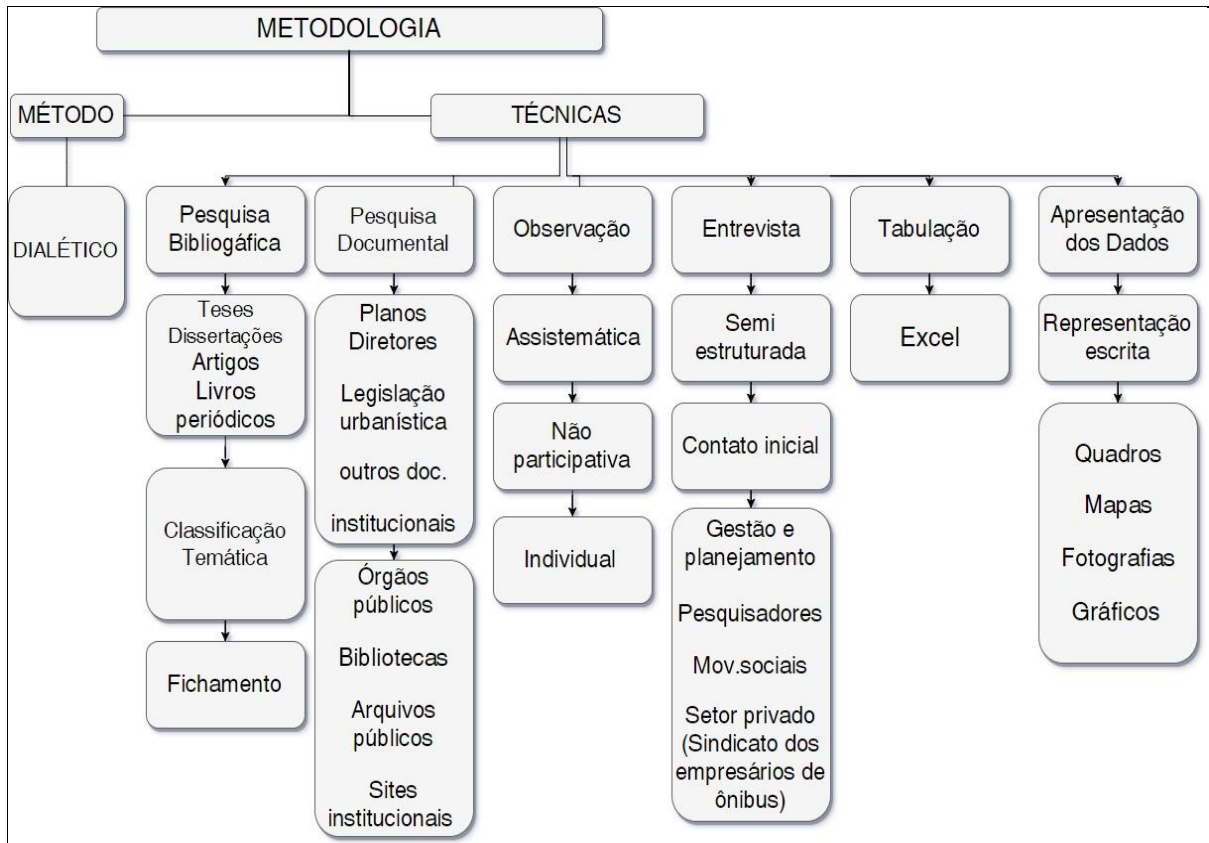 METODOLOGIA
MÉTODO
TÉCNICAS
DIALÉTICO
Pesquisa
Bibliogáfica
Teses
Dissertações
Artigos
Livros
periódicos
Classificação
Temática
Fichamento
Pesquisa
Documental
Planos
Diretores
Legislação
urbanística
outros doc.
institucionais
Órgãos
públicos
Bibliotecas
Arquivos
públicos
Sites
institucionais
Observação
Assistemática
Não
participativa
Individual
Entrevista
Semi
estruturada
Contato inicial
Gestão e
planejamento
Pesquisadores
Mov.sociais
Setor privado
(Sindicato dos
empresários de
ônibus)
Tabulação
Excel
Apresentação
dos Dados
Representação
escrita
Quadros
Mapas
Fotografias
Gráficos